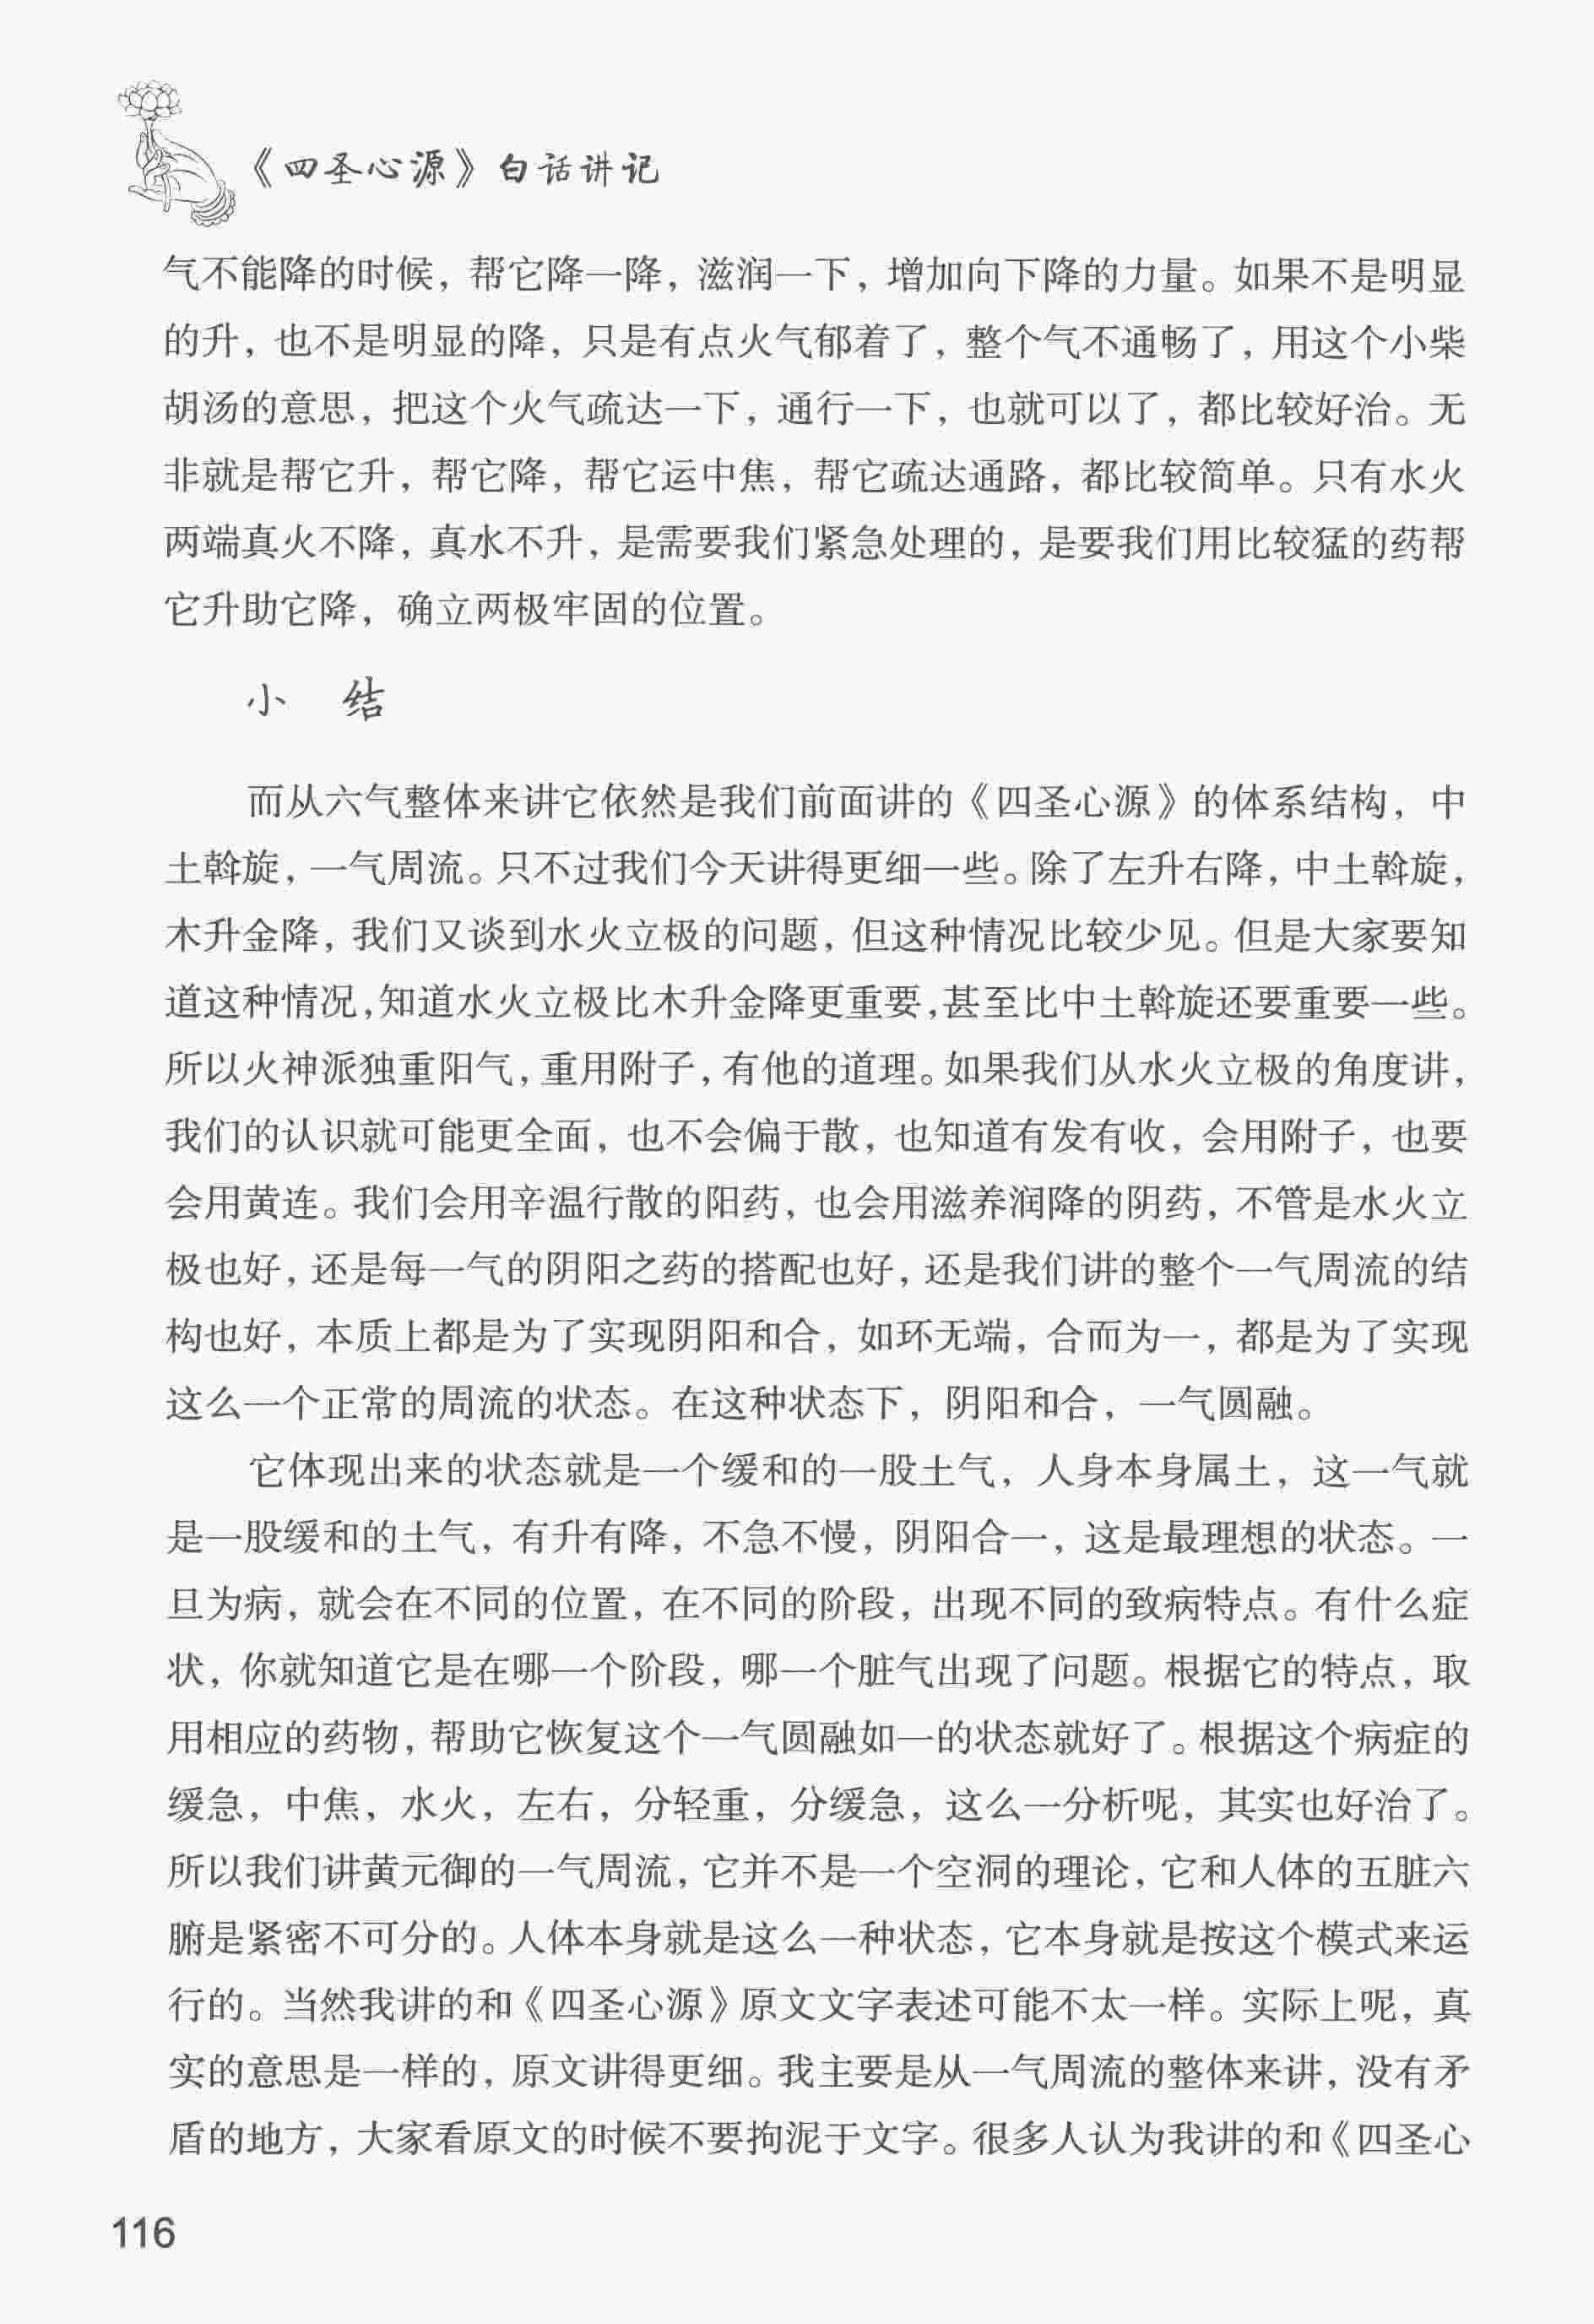 《四圣心源》白话讲记
气不能降的时候，帮它降一降，滋润一下，增加向下降的力量。如果不是明显
的升，也不是明显的降，只是有点火气郁着了，整个气不通畅了，用这个小柴
胡汤的意思，把这个火气疏达一下，通行一下，也就可以了，都比较好治。无
非就是帮它升，帮它降，帮它运中焦，帮它疏达通路，都比较简单。只有水火
两端真火不降，真水不升，是需要我们紧急处理的，是要我们用比较猛的药帮
它升助它降，确立两极牢固的位置。
小　结
而从六气整体来讲它依然是我们前面讲的《四圣心源》的体系结构，中
土斡旋，一气周流。只不过我们今天讲得更细一些。除了左升右降，中土斡旋，
木升金降，我们又谈到水火立极的问题，但这种情况比较少见。但是大家要知
道这种情况，知道水火立极比木升金降更重要，甚至比中土斡旋还要重要一些。
所以火神派独重阳气，重用附子，有他的道理。如果我们从水火立极的角度讲，
我们的认识就可能更全面，也不会偏于散，也知道有发有收，会用附子，也要
会用黄连。我们会用辛温行散的阳药，也会用滋养润降的阴药，不管是水火立
极也好，还是每一气的阴阳之药的搭配也好，还是我们讲的整个一气周流的结
构也好，本质上都是为了实现阴阳和合，如环无端，合而为一，都是为了实现
这么一个正常的周流的状态。在这种状态下，阴阳和合，一气圆融。
它体现出来的状态就是一个缓和的一股土气，人身本身属土，这一气就
是一股缓和的土气，有升有降，不急不慢，阴阳合一，这是最理想的状态。一
旦为病，就会在不同的位置，在不同的阶段，出现不同的致病特点。有什么症
状，你就知道它是在哪一个阶段，哪一个脏气出现了问题。根据它的特点，取
用相应的药物，帮助它恢复这个一气圆融如一的状态就好了。根据这个病症的
缓急，中焦，水火，左右，分轻重，分缓急，这么一分析呢，其实也好治了。
所以我们讲黄元御的一气周流，它并不是一个空洞的理论，它和人体的五脏六
腑是紧密不可分的。人体本身就是这么一种状态，它本身就是按这个模式来运
行的。当然我讲的和《四圣心源》原文文字表述可能不太一样。实际上呢，真
实的意思是一样的，原文讲得更细。我主要是从一气周流的整体来讲，没有矛
盾的地方，大家看原文的时候不要拘泥于文字。很多人认为我讲的和《四圣心
116